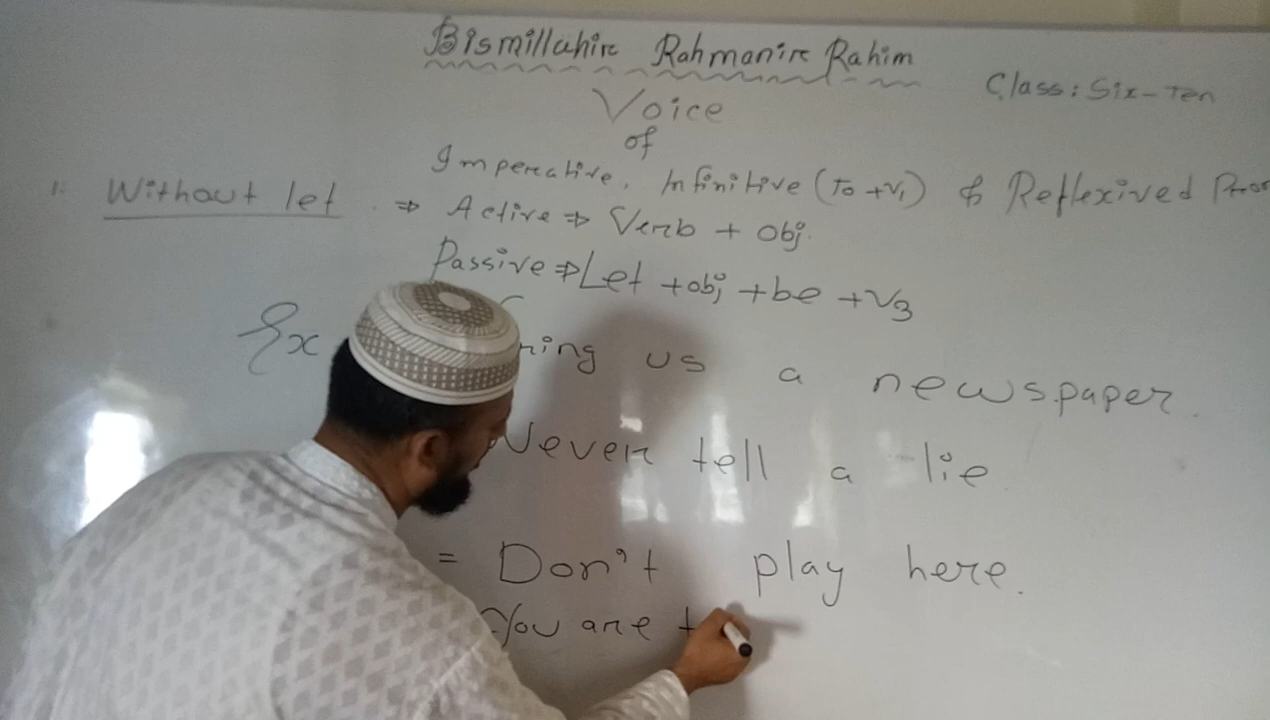 Bismillahir Rahmanir Rahim
Class: Six-Ten
Voice
of
Imperative, Infinitive (To + V1) & Reflexived
1. Without let ⇒ Active ⇒ Verb + Obj.
Passive ⇒ Let + obj + be + V3
Ex us a newspaper.
Never tell a lie
= Don't play here.
You are